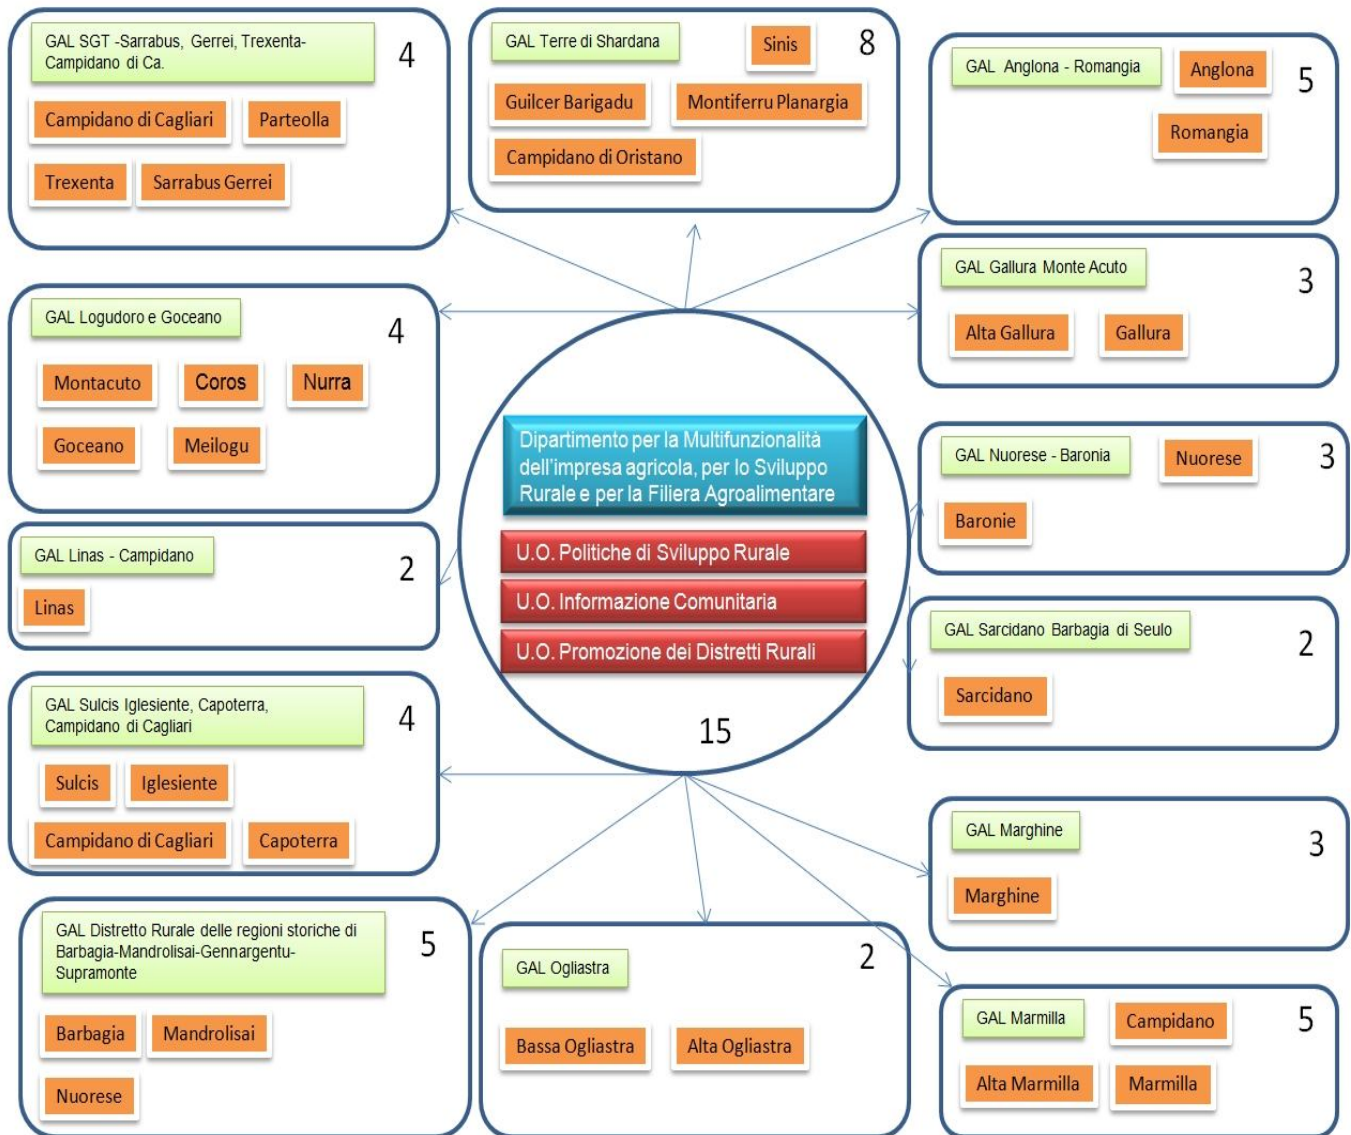 GAL SGT -Sarrabus, Gerrei, Trexenta-
Campidano di Ca.
4
Campidano di Cagliari
Parteolla
Trexenta
Sarrabus Gerrei
GAL Terre di Shardana
Sinis
8
Guilcer Barigadu
Montiferru Planargia
Campidano di Oristano
GAL Anglona - Romangia
Anglona
5
Romangia
GAL Logudoro e Goceano
4
Montacuto
Coros
Nurra
Goceano
Meilogu
GAL Gallura Monte Acuto
3
Alta Gallura
Gallura
Dipartimento per la Multifunzionalità
dell'impresa agricola, per lo Sviluppo
Rurale e per la Filiera Agroalimentare
U.O. Politiche di Sviluppo Rurale
U.O. Informazione Comunitaria
U.O. Promozione dei Distretti Rurali
15
GAL Nuorese - Baronia
Nuorese
3
Baronie
GAL Linas - Campidano
2
Linas
GAL Sarcidano Barbagia di Seulo
2
Sarcidano
GAL Sulcis Iglesiente, Capoterra,
Campidano di Cagliari
4
Sulcis
Iglesiente
Campidano di Cagliari
Capoterra
GAL Marghine
3
Marghine
GAL Distretto Rurale delle regioni storiche di
Barbagia-Mandrolisai-Gennargentu-
Supramonte
5
Barbagia
Mandrolisai
Nuorese
GAL Ogliastra
2
Bassa Ogliastra
Alta Ogliastra
GAL Marmilla
Campidano
5
Alta Marmilla
Marmilla